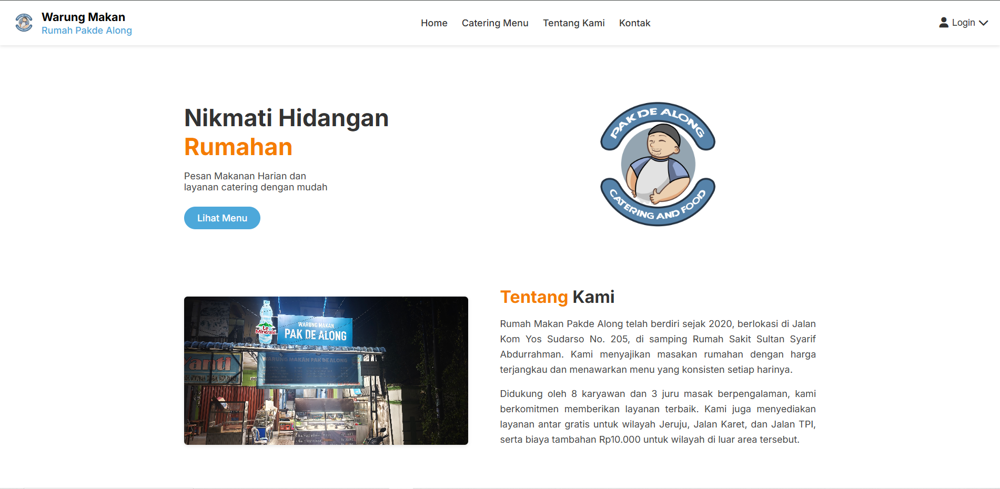 Warung Makan
Rumah Pakde Along
Home
Catering Menu
Tentang Kami
Kontak
Login
Nikmati Hidangan
Rumahan
Pesan Makanan Harian dan
layanan catering dengan mudah
Lihat Menu
PAK DE ALONG
CATERING AND FOOD
Le
Minerale
WARUNG MAKAN
PAK DE ALONG
WARUNG MAKAN PAK DE ALONG
Tentang Kami
Rumah Makan Pakde Along telah berdiri sejak 2020, berlokasi di Jalan
Kom Yos Sudarso No. 205, di samping Rumah Sakit Sultan Syarif
Abdurrahman. Kami menyajikan masakan rumahan dengan harga
terjangkau dan menawarkan menu yang konsisten setiap harinya.
Didukung oleh 8 karyawan dan 3 juru masak berpengalaman, kami
berkomitmen memberikan layanan terbaik. Kami juga menyediakan
layanan antar gratis untuk wilayah Jeruju, Jalan Karet, dan Jalan TPI,
serta biaya tambahan Rp10.000 untuk wilayah di luar area tersebut.